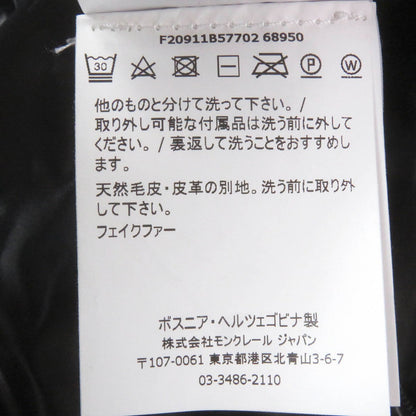 F20911B57702 68950
30
P
W
他のものと分けて洗って下さい。/
取り外し可能な付属品は洗う前に外して
ください。/ 裏返して洗うことをおすすめし
ます。
天然毛皮・皮革の別地。洗う前に取り外
して下さい。
フェイクファー
ボスニア・ヘルツェゴビナ製
株式会社モンクレール ジャパン
〒107-0061 東京都港区北青山3-6-7
03-3486-2110